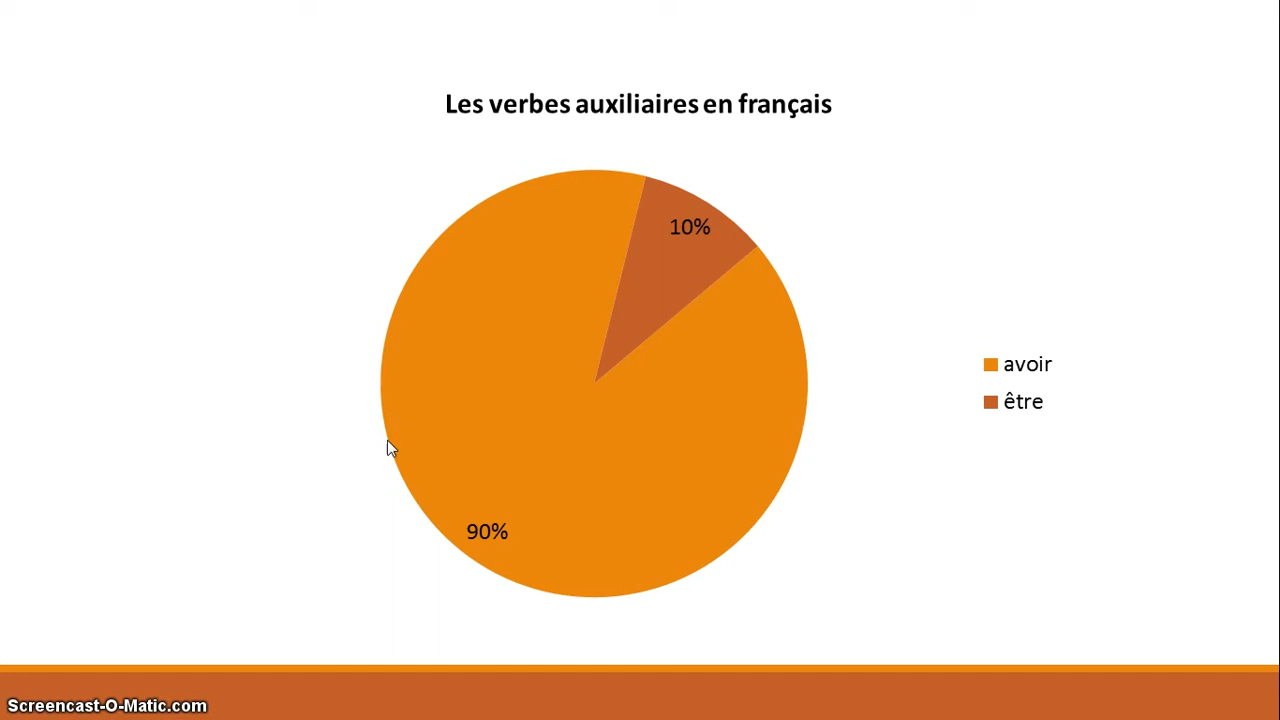 Les verbes auxiliaires en français
10%
avoir
être
90%
Screencast-O-Matic.com